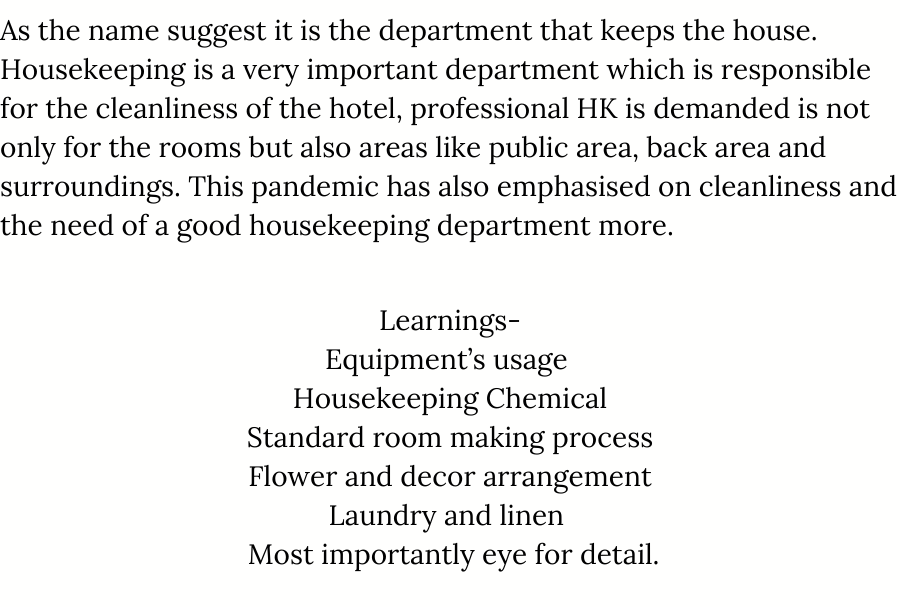 As the name suggest it is the department that keeps the house.
Housekeeping is a very important department which is responsible
for the cleanliness of the hotel, professional HK is demanded is not
only for the rooms but also areas like public area, back area and
surroundings. This pandemic has also emphasised on cleanliness and
the need of a good housekeeping department more.
Learnings-
Equipment’s usage
Housekeeping Chemical
Standard room making process
Flower and decor arrangement
Laundry and linen
Most importantly eye for detail.